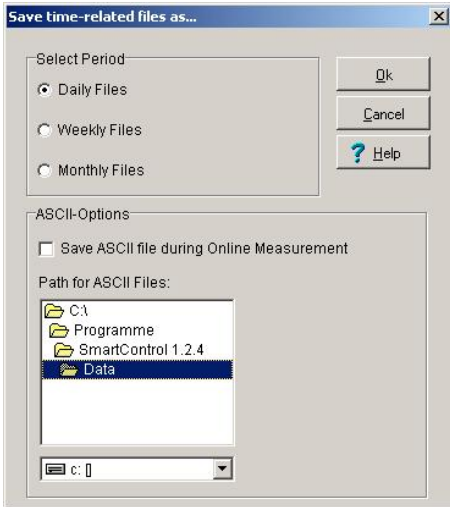 Save time-related files as...
Select Period
Daily Files
Weekly Files
Monthly Files
Ok
Cancel
? Help
ASCII-Options
Save ASCII file during Online Measurement
Path for ASCII Files:
C:\
Programme
SmartControl 1.2.4
Data
c: []